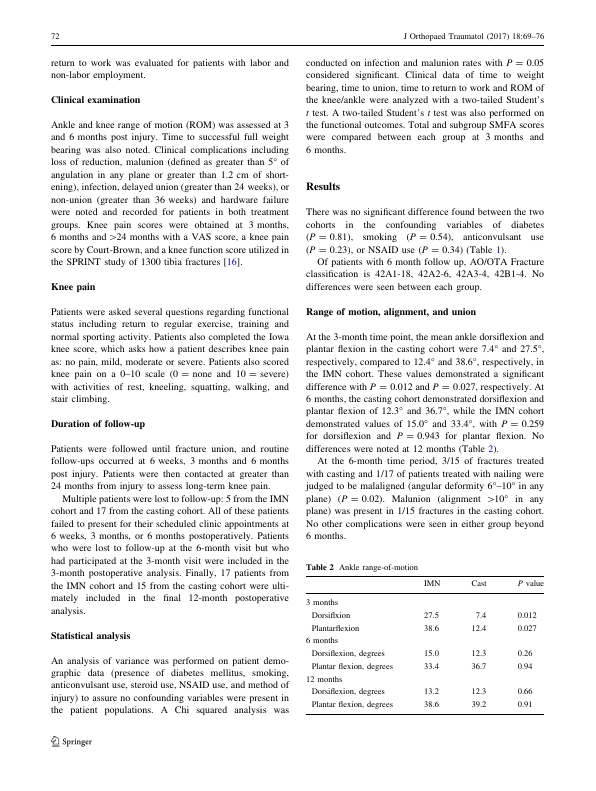 72
J Orthopaed Traumatol (2017) 18:69–76
return to work was evaluated for patients with labor and
non-labor employment.
Clinical examination
Ankle and knee range of motion (ROM) was assessed at 3
and 6 months post injury. Time to successful full weight
bearing was also noted. Clinical complications including
loss of reduction, malunion (defined as greater than 5° of
angulation in any plane or greater than 1.2 cm of short-
ening), infection, delayed union (greater than 24 weeks), or
non-union (greater than 36 weeks) and hardware failure
were noted and recorded for patients in both treatment
groups. Knee pain scores were obtained at 3 months,
6 months and >24 months with a VAS score, a knee pain
score by Court-Brown, and a knee function score utilized in
the SPRINT study of 1300 tibia fractures [16].
Knee pain
Patients were asked several questions regarding functional
status including return to regular exercise, training and
normal sporting activity. Patients also completed the Iowa
knee score, which asks how a patient describes knee pain
as: no pain, mild, moderate or severe. Patients also scored
knee pain on a 0–10 scale (0 = none and 10 = severe)
with activities of rest, kneeling, squatting, walking, and
stair climbing.
Duration of follow-up
Patients were followed until fracture union, and routine
follow-ups occurred at 6 weeks, 3 months and 6 months
post injury. Patients were then contacted at greater than
24 months from injury to assess long-term knee pain.
Multiple patients were lost to follow-up: 5 from the IMN
cohort and 17 from the casting cohort. All of these patients
failed to present for their scheduled clinic appointments at
6 weeks, 3 months, or 6 months postoperatively. Patients
who were lost to follow-up at the 6-month visit but who
had participated at the 3-month visit were included in the
3-month postoperative analysis. Finally, 17 patients from
the IMN cohort and 15 from the casting cohort were ulti-
mately included in the final 12-month postoperative
analysis.
Statistical analysis
An analysis of variance was performed on patient demo-
graphic data (presence of diabetes mellitus, smoking,
anticonvulsant use, steroid use, NSAID use, and method of
injury) to assure no confounding variables were present in
the patient populations. A Chi squared analysis was
conducted on infection and malunion rates with P = 0.05
considered significant. Clinical data of time to weight
bearing, time to union, time to return to work and ROM of
the knee/ankle were analyzed with a two-tailed Student's
t test. A two-tailed Student's t test was also performed on
the functional outcomes. Total and subgroup SMFA scores
were compared between each group at 3 months and
6 months.
Results
There was no significant difference found between the two
cohorts in the confounding variables of diabetes
(P = 0.81), smoking (P = 0.54), anticonvulsant use
(P = 0.23), or NSAID use (P = 0.34) (Table 1).
Of patients with 6 month follow up, AO/OTA Fracture
classification is 42A1-18, 42A2-6, 42A3-4, 42B1-4. No
differences were seen between each group.
Range of motion, alignment, and union
At the 3-month time point, the mean ankle dorsiflexion and
plantar flexion in the casting cohort were 7.4° and 27.5°,
respectively, compared to 12.4° and 38.6°, respectively, in
the IMN cohort. These values demonstrated a significant
difference with P = 0.012 and P = 0.027, respectively. At
6 months, the casting cohort demonstrated dorsiflexion and
plantar flexion of 12.3° and 36.7°, while the IMN cohort
demonstrated values of 15.0° and 33.4°, with P = 0.259
for dorsiflexion and P = 0.943 for plantar flexion. No
differences were noted at 12 months (Table 2).
At the 6-month time period, 3/15 of fractures treated
with casting and 1/17 of patients treated with nailing were
judged to be malaligned (angular deformity 6°–10° in any
plane) (P = 0.02). Malunion (alignment >10° in any
plane) was present in 1/15 fractures in the casting cohort.
No other complications were seen in either group beyond
6 months.
Table 2 Ankle range-of-motion
IMN Cast P value
3 months
Dorsiflxion 27.5 7.4 0.012
Plantarflexion 38.6 12.4 0.027
6 months
Dorsiflexion, degrees 15.0 12.3 0.26
Plantar flexion, degrees 33.4 36.7 0.94
12 months
Dorsiflexion, degrees 13.2 12.3 0.66
Plantar flexion, degrees 38.6 39.2 0.91
Springer